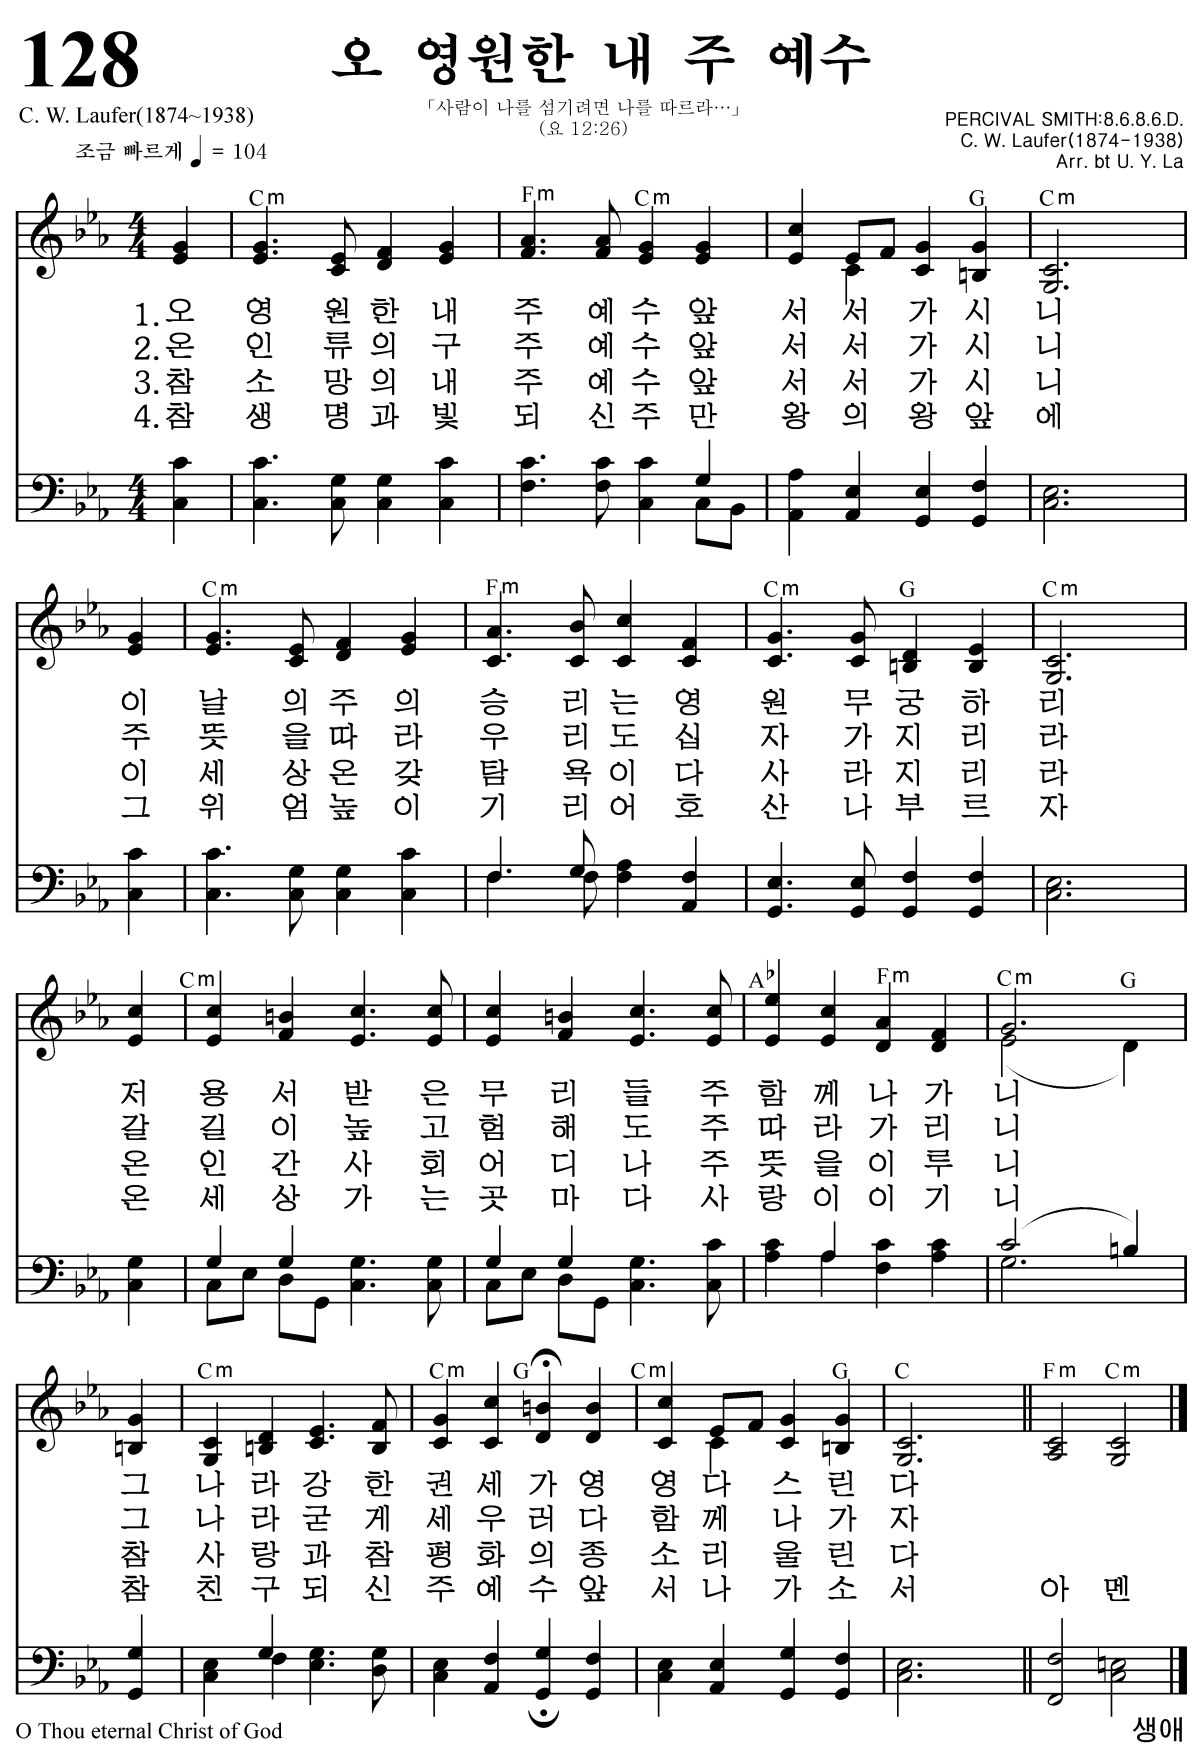 128
오 영원한 내 주 예수
C. W. Laufer(1874~1938)
「사람이 나를 섬기려면 나를 따르라…」
(요 12:26)
PERCIVAL SMITH:8.6.8.6.D.
C. W. Laufer(1874-1938)
Arr. bt U. Y. La
조금 빠르게 ♩ = 104
Cm Fm Cm G Cm
1.오 영 원 한 내 주 예 수 앞 서 서 가 시 니
2.온 인 류 의 구 주 예 수 앞 서 서 가 시 니
3.참 소 망 의 내 주 예 수 앞 서 서 가 시 니
4.참 생 명 과 빛 되 신 주 만 왕 의 왕 앞 에
Cm Fm Cm G Cm
이 날 의 주 의 승 리 는 영 원 무 궁 하 리
주 뜻 을 따 라 우 리 도 십 자 가 지 리 라
이 세 상 온 갖 탐 욕 이 다 사 라 지 리 라
그 위 엄 높 이 기 리 어 호 산 나 부 르 자
Cm A♭ Fm Cm G
저 용 서 받 은 무 리 들 주 함 께 나 가 니
갈 길 이 높 고 험 해 도 주 따 라 가 리 니
온 인 간 사 회 어 디 나 주 뜻 을 이 루 니
온 세 상 가 는 곳 마 다 사 랑 이 이 기 니
Cm Cm G Cm G C Fm Cm
그 나 라 강 한 권 세 가 영 영 다 스 린 다
그 나 라 굳 게 세 우 러 다 함 께 나 가 자
참 사 랑 과 참 평 화 의 종 소 리 울 린 다
참 친 구 되 신 주 예 수 앞 서 나 가 소 서 아 멘
O Thou eternal Christ of God
생애